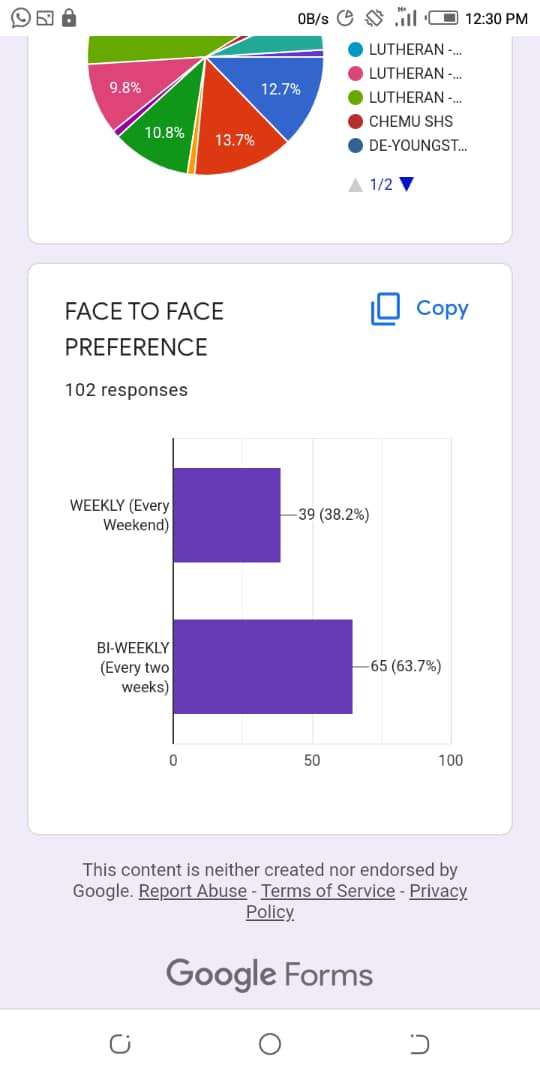 0B/s 12:30 PM
LUTHERAN -...
LUTHERAN -...
LUTHERAN -...
CHEMU SHS
DE-YOUNGST...
1/2
9.8%
12.7%
10.8%
13.7%
FACE TO FACE
PREFERENCE
Copy
102 responses
WEEKLY (Every
Weekend)
39 (38.2%)
BI-WEEKLY
(Every two
weeks)
65 (63.7%)
0 50 100
This content is neither created nor endorsed by
Google. Report Abuse - Terms of Service - Privacy
Policy
Google Forms